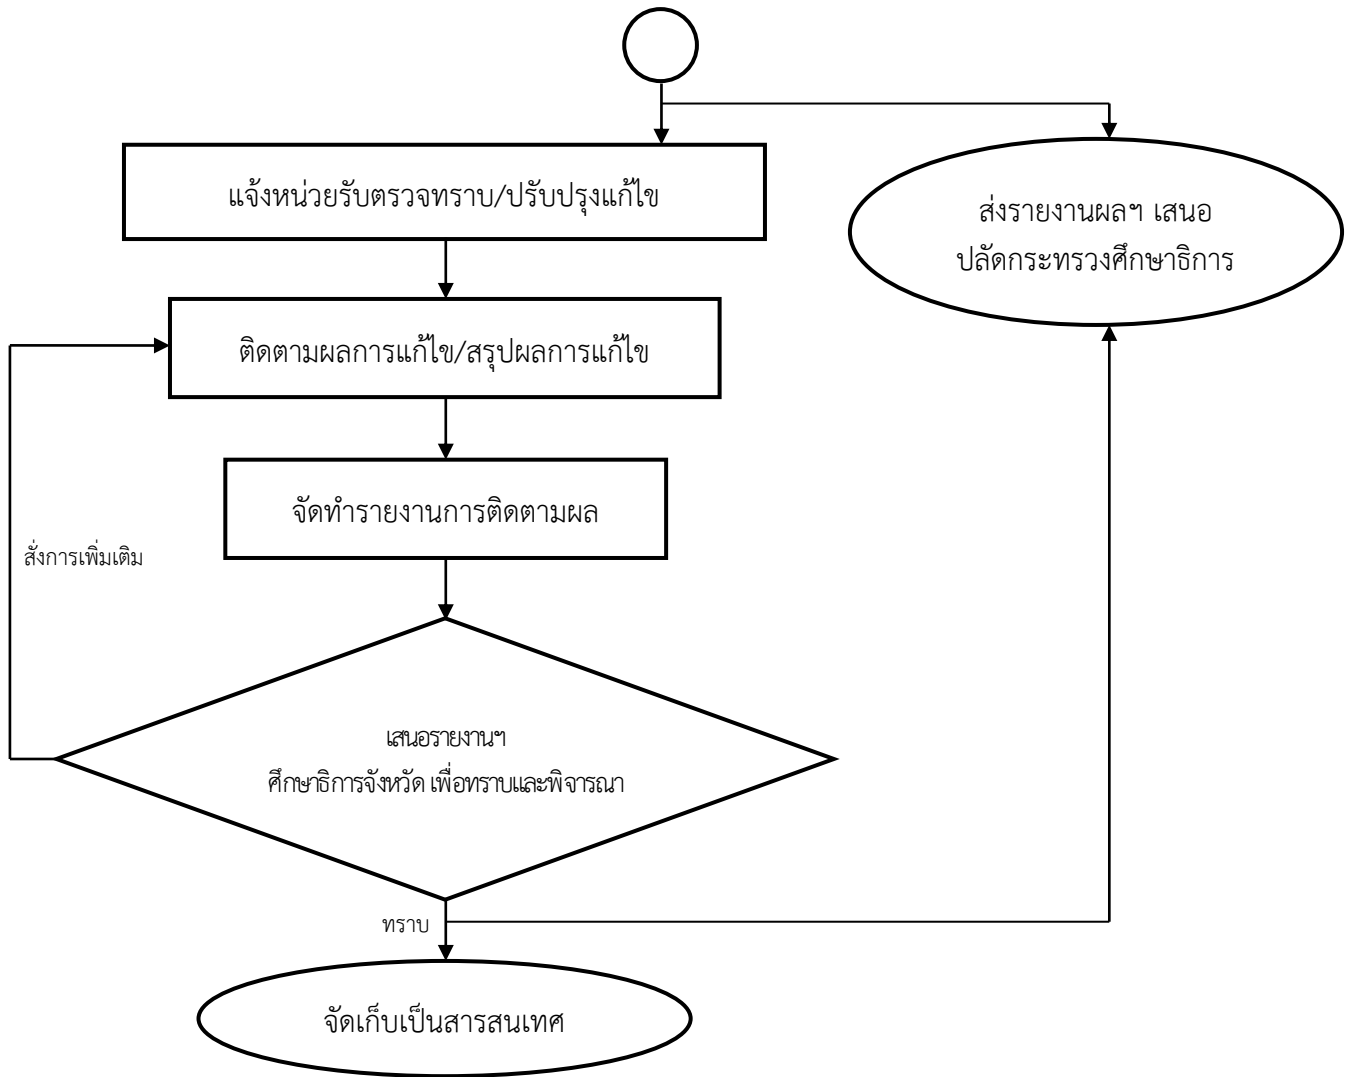 แจ้งหน่วยรับตรวจทราบ/ปรับปรุงแก้ไข
ส่งรายงานผลฯ เสนอ
ปลัดกระทรวงศึกษาธิการ
ติดตามผลการแก้ไข/สรุปผลการแก้ไข
จัดทำรายงานการติดตามผล
สั่งการเพิ่มเติม
เสนอรายงานฯ
ศึกษาธิการจังหวัด เพื่อทราบและพิจารณา
ทราบ
จัดเก็บเป็นสารสนเทศ